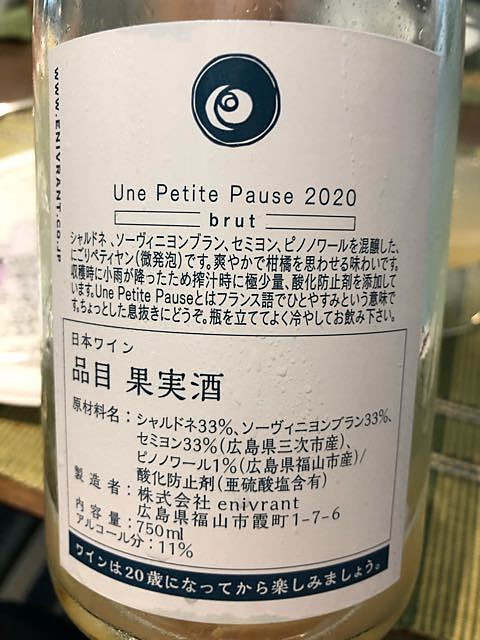 WWW.ENIVRANT.CO.JP
Une Petite Pause 2020
brut
シャルドネ、ソーヴィニヨンブラン、セミヨン、ピノノワールを混醸した、
にごりペティヤン(微発泡)です。爽やかで柑橘を思わせる味わいです。
収穫時に小雨が降ったため搾汁時に極少量、酸化防止剤を添加して
います。Une Petite Pauseとはフランス語でひとやすみという意味で
す。ちょっとした息抜きにどうぞ。瓶を立ててよく冷やしてお飲み下さい。
日本ワイン
品目 果実酒
原材料名：シャルドネ33%、ソーヴィニヨンブラン33%、
セミヨン33%(広島県三次市産)、
ピノノワール1%(広島県福山市産)/
酸化防止剤(亜硫酸塩含有)
製造者：株式会社 enivrant
広島県福山市霞町1-7-6
内容量：750ml
アルコール分：11%
ワインは20歳になってから楽しみましょう。